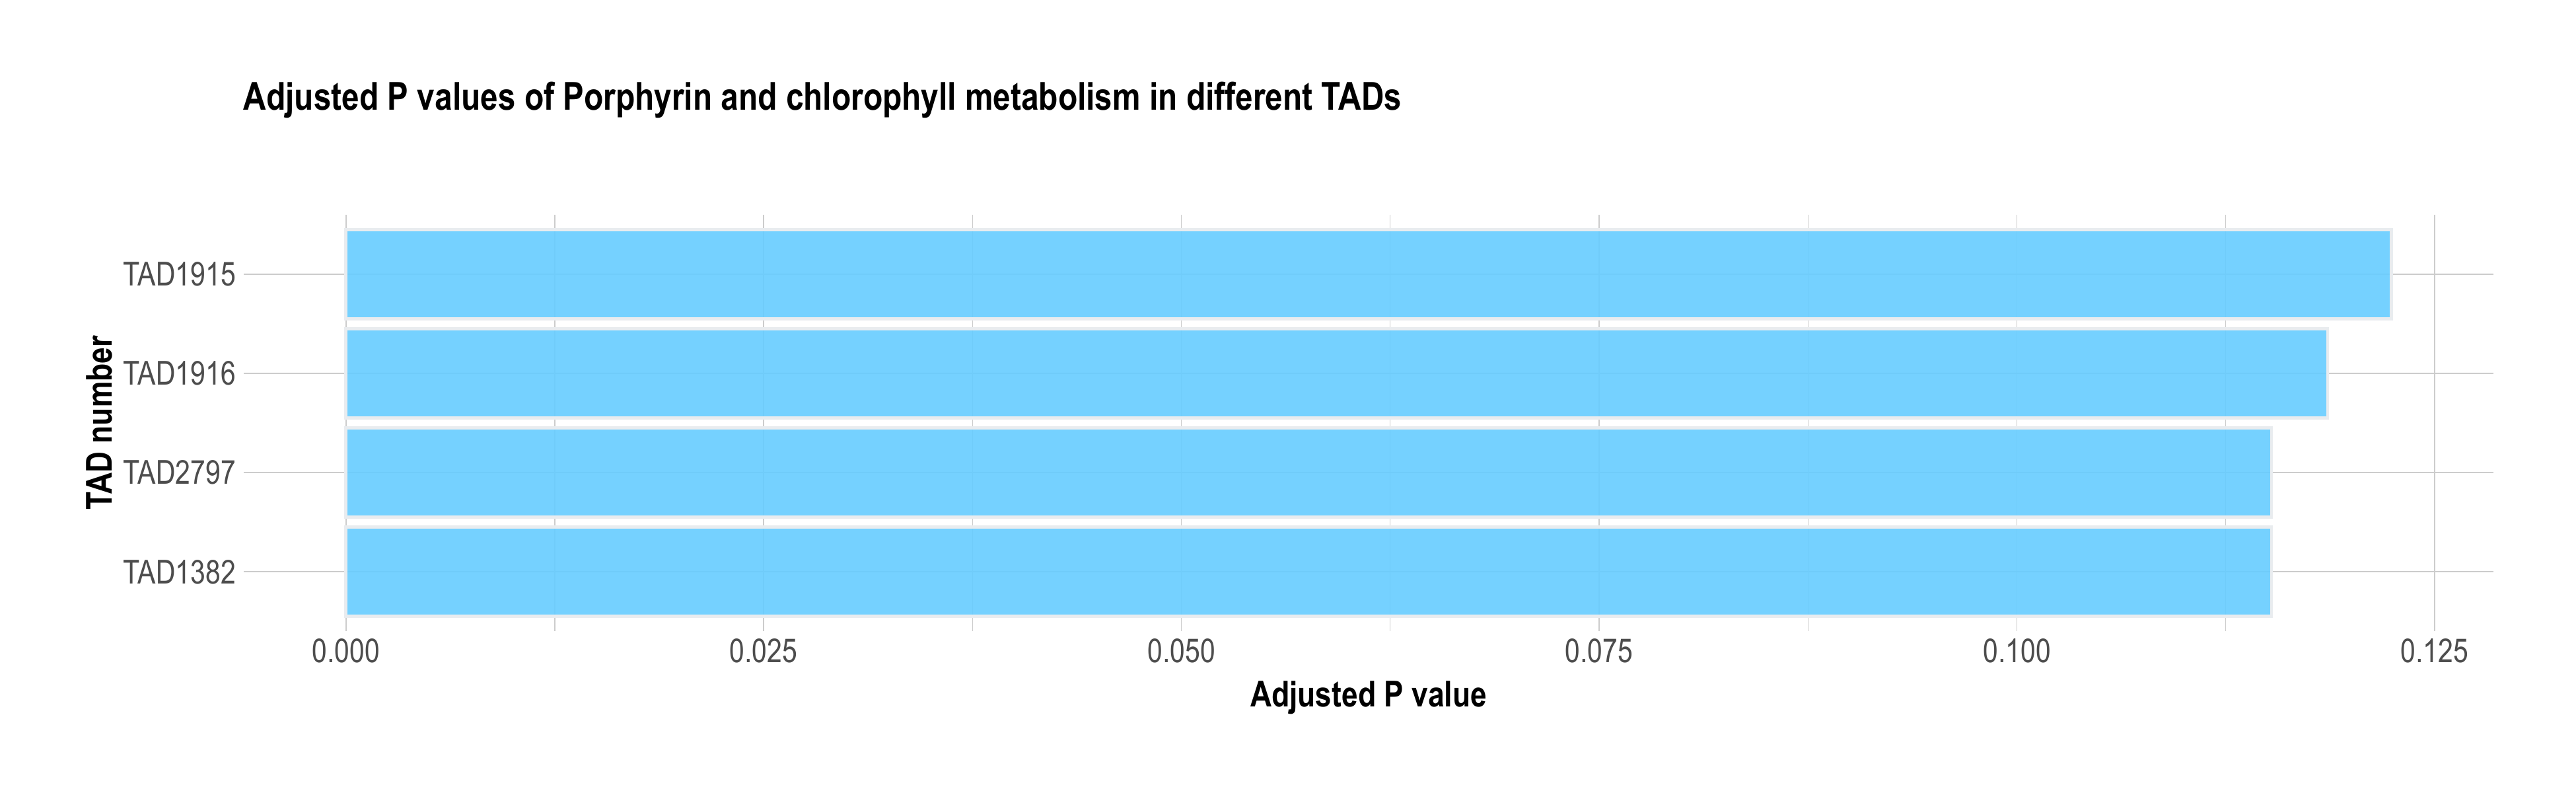 Adjusted P values of Porphyrin and chlorophyll metabolism in different TADs
TAD number
TAD1915
TAD1916
TAD2797
TAD1382
0.000 0.025 0.050 0.075 0.100 0.125
Adjusted P value